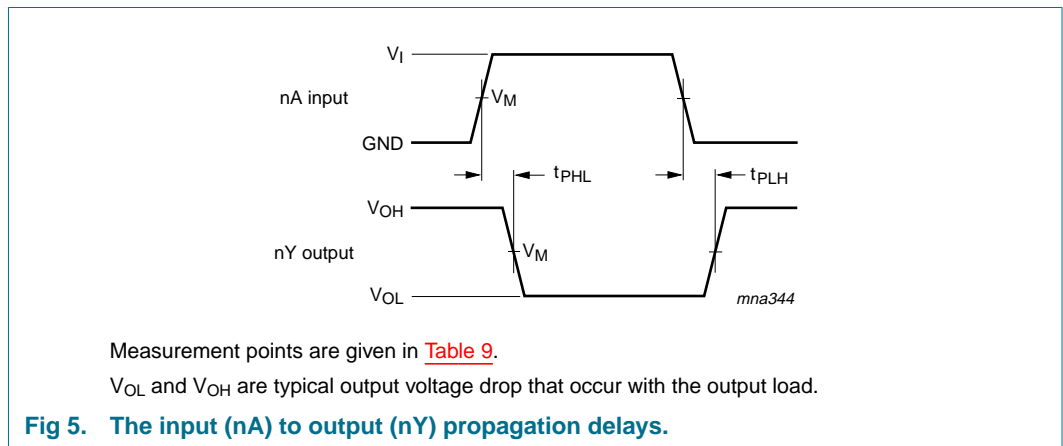 VI
nA input
VM
GND
tPHL
tPLH
VOH
nY output
VM
VOL
mna344
Measurement points are given in Table 9.
VOL and VOH are typical output voltage drop that occur with the output load.
Fig 5. The input (nA) to output (nY) propagation delays.